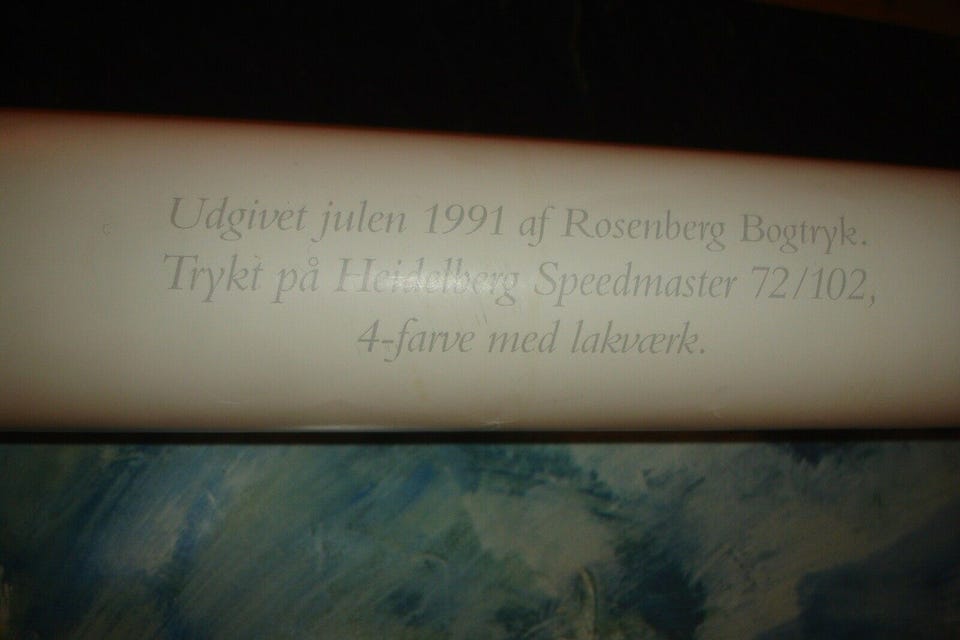 Udgivet julen 1991 af Rosenberg Bogtryk.
Trykt på Heidelberg Speedmaster 72/102,
4-farve med lakværk.